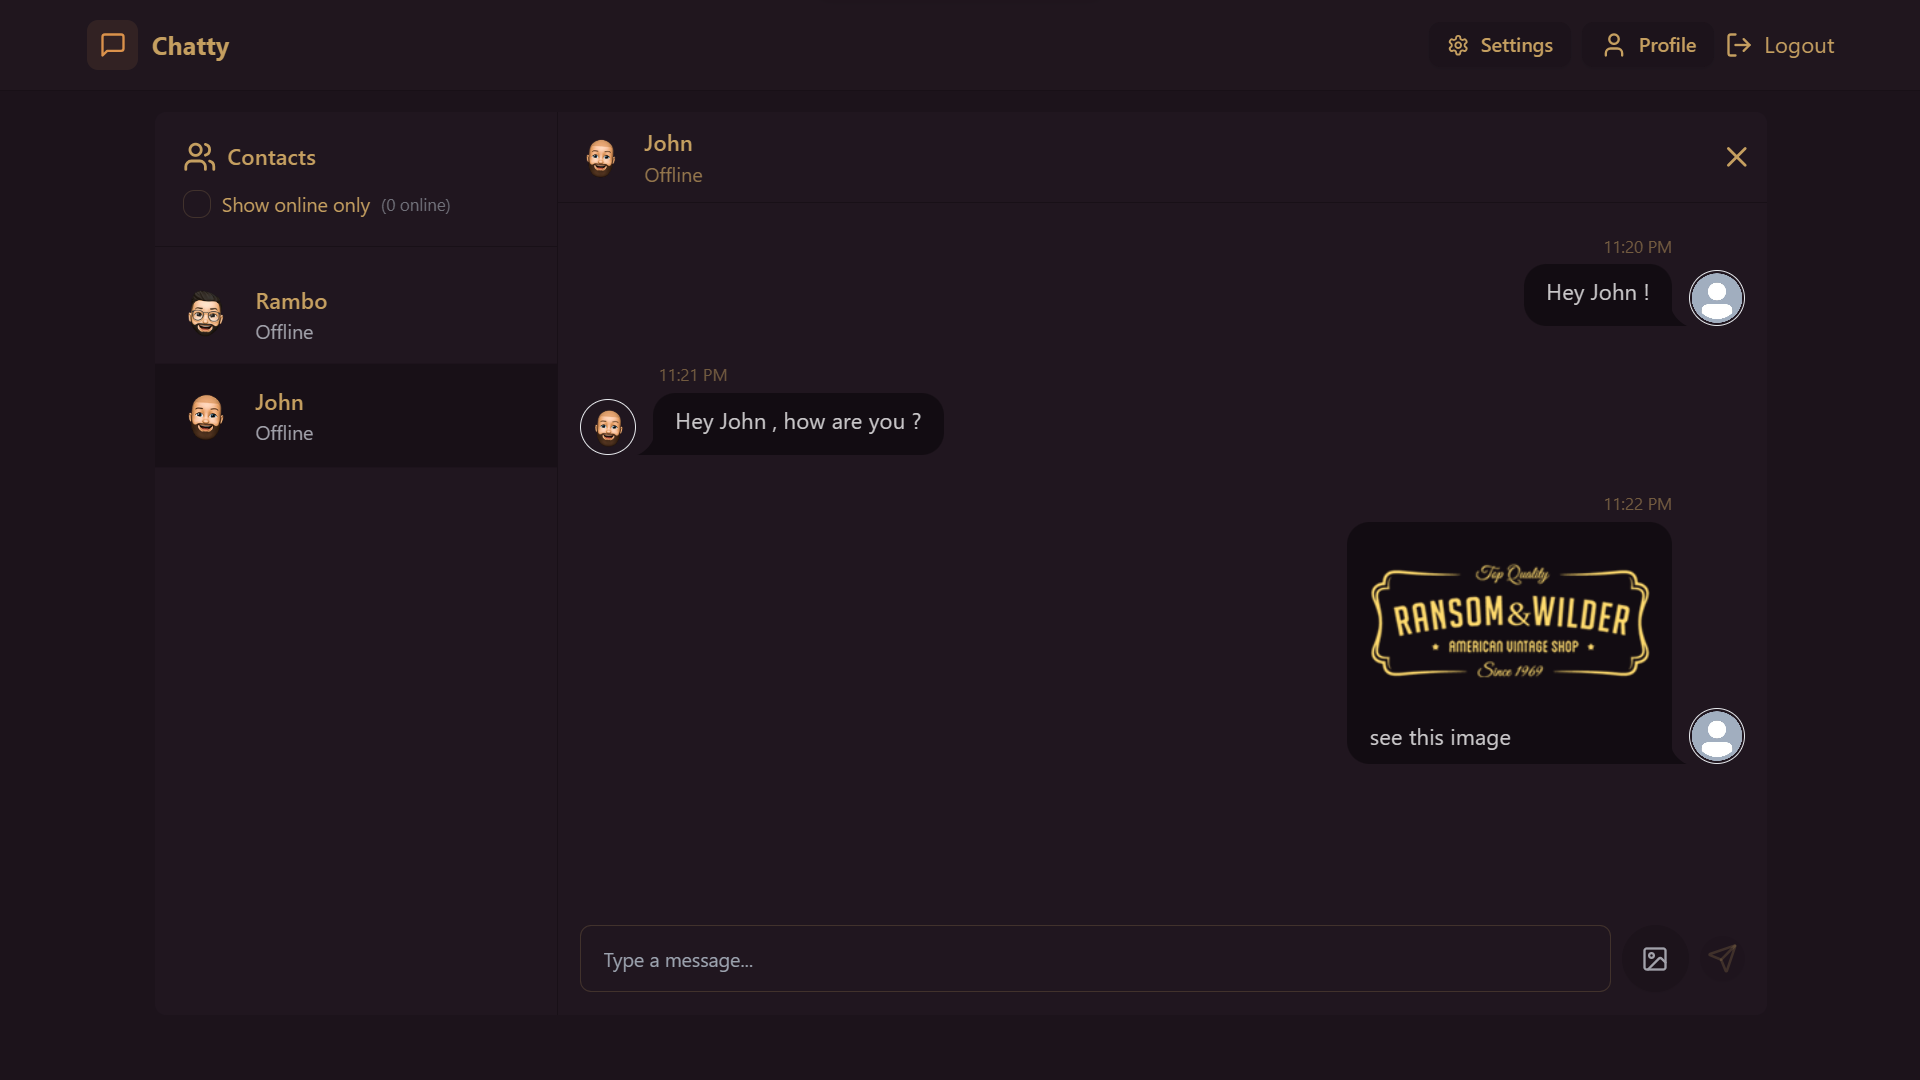 Chatty
Settings
Profile
Logout
Contacts
Show online only (0 online)
Rambo
Offline
John
Offline
John
Offline
11:20 PM
Hey John !
11:21 PM
Hey John , how are you ?
11:22 PM
Top Quality
RANSOM & WILDER
★ AMERICAN VINTAGE SHOP ★
Since 1969
see this image
Type a message...